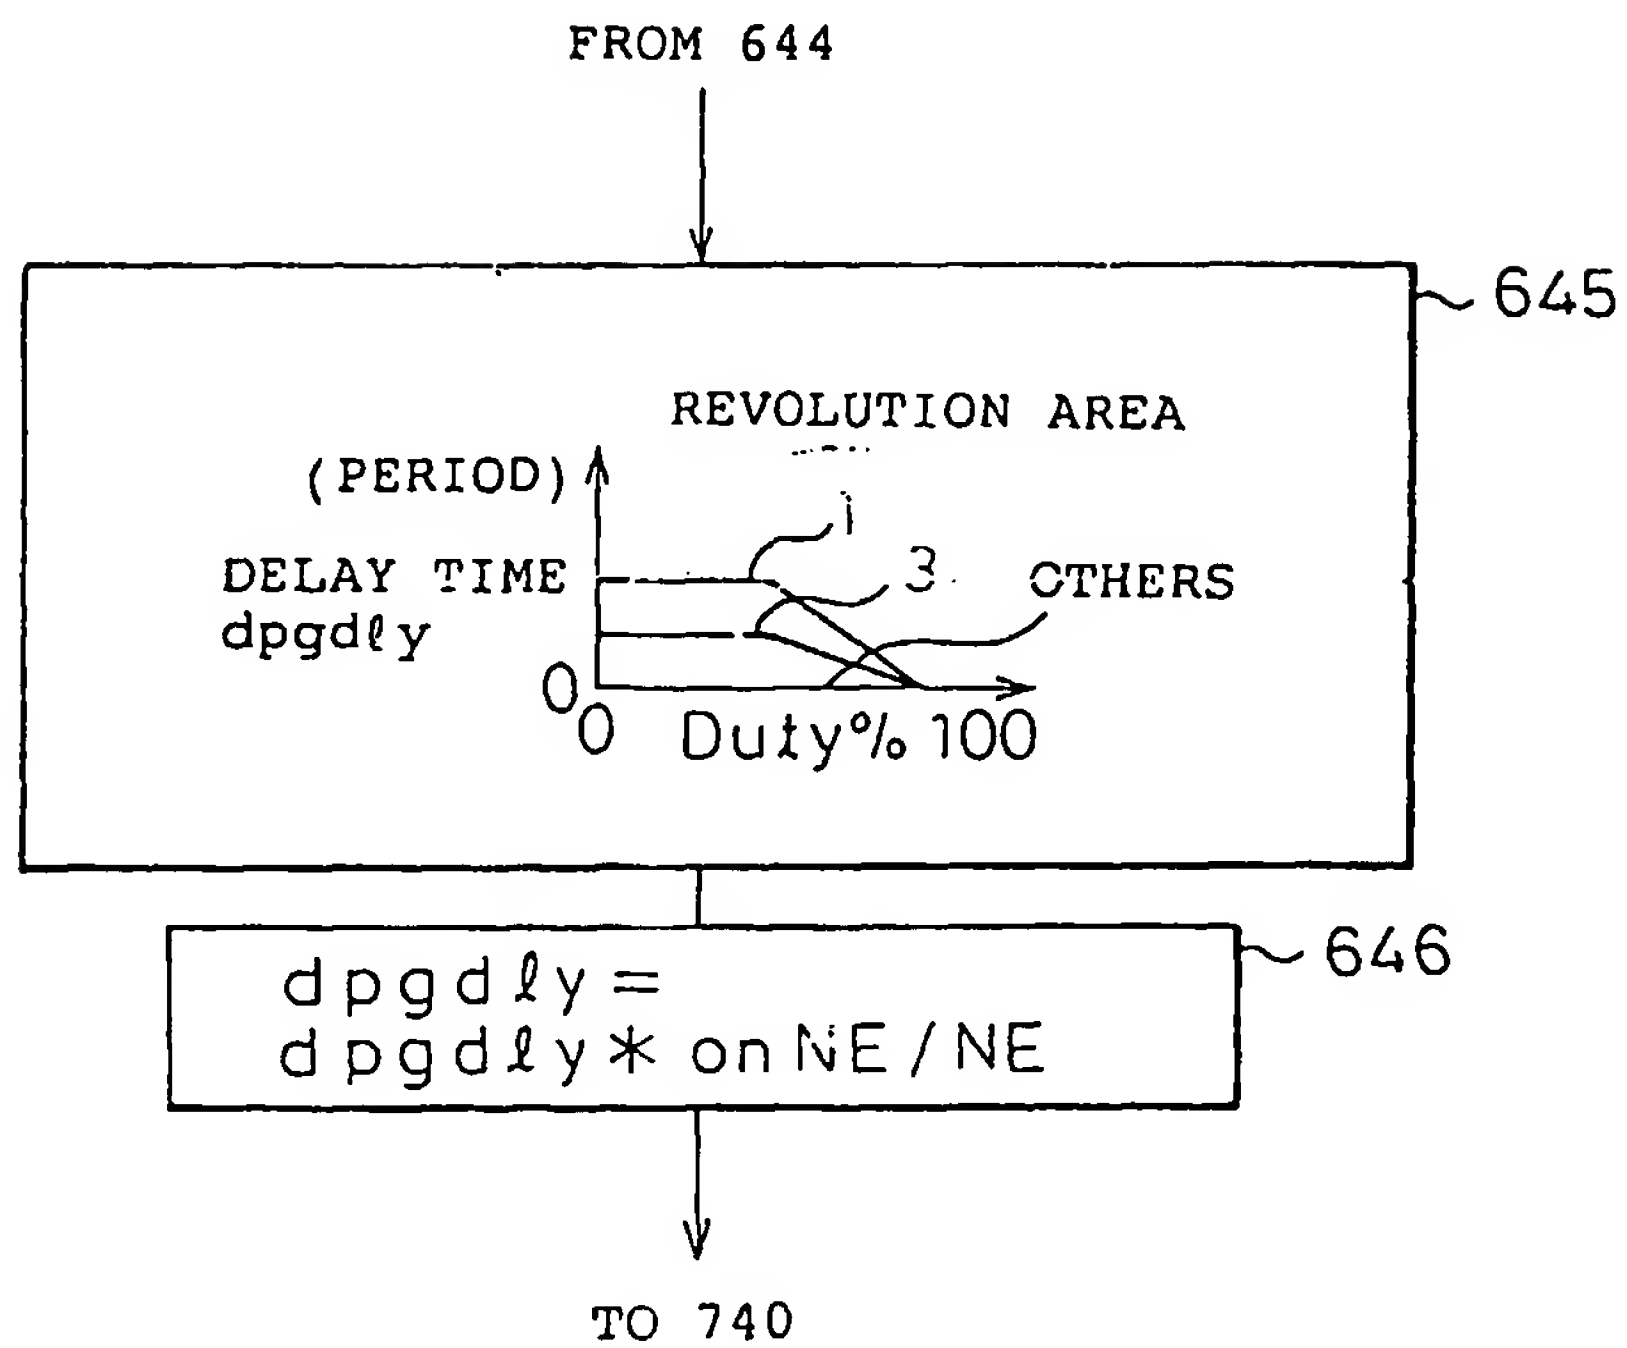 FROM 644
645
REVOLUTION AREA
(PERIOD)
1
DELAY TIME
3
OTHERS
dpgdℓy
0
0
Duty% 100
646
dpgdℓy=
dpgdℓy* onNE/NE
TO 740